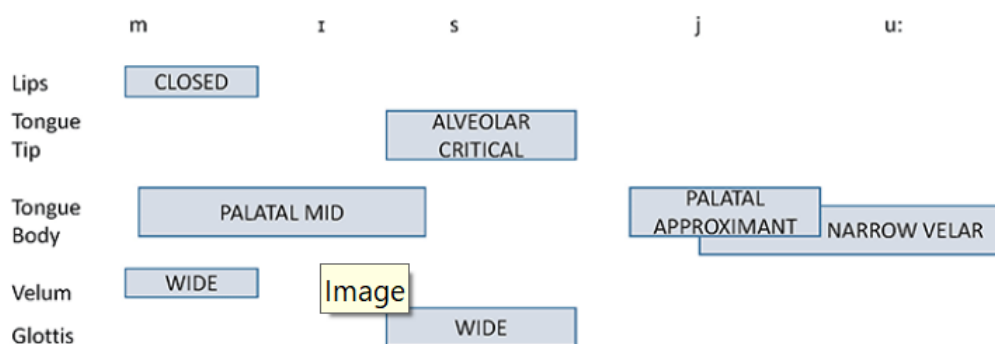 m ɪ s j u:
Lips CLOSED
Tongue Tip ALVEOLAR CRITICAL
Tongue Body PALATAL MID PALATAL APPROXIMANT NARROW VELAR
Velum WIDE Image
Glottis WIDE